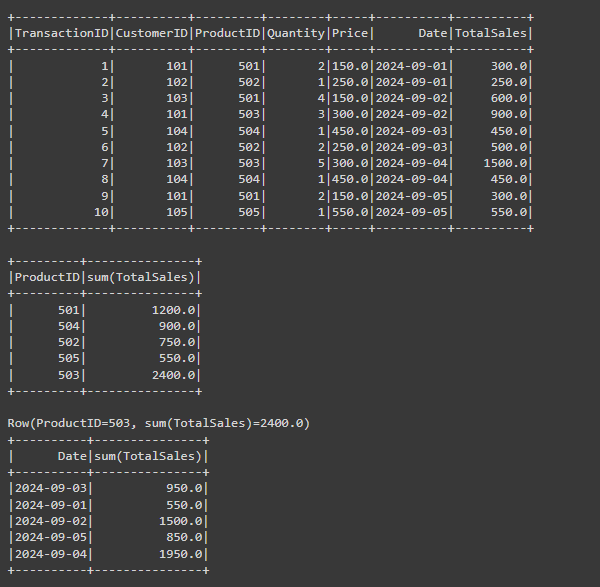 +-------------+----------+---------+--------+-----+----------+----------+
|TransactionID|CustomerID|ProductID|Quantity|Price|      Date|TotalSales|
+-------------+----------+---------+--------+-----+----------+----------+
|            1|       101|      501|       2|150.0|2024-09-01|     300.0|
|            2|       102|      502|       1|250.0|2024-09-01|     250.0|
|            3|       103|      501|       4|150.0|2024-09-02|     600.0|
|            4|       101|      503|       3|300.0|2024-09-02|     900.0|
|            5|       104|      504|       1|450.0|2024-09-03|     450.0|
|            6|       102|      502|       2|250.0|2024-09-03|     500.0|
|            7|       103|      503|       5|300.0|2024-09-04|    1500.0|
|            8|       104|      504|       1|450.0|2024-09-04|     450.0|
|            9|       101|      501|       2|150.0|2024-09-05|     300.0|
|           10|       105|      505|       1|550.0|2024-09-05|     550.0|
+-------------+----------+---------+--------+-----+----------+----------+

+---------+---------------+
|ProductID|sum(TotalSales)|
+---------+---------------+
|      501|         1200.0|
|      504|          900.0|
|      502|          750.0|
|      505|          550.0|
|      503|         2400.0|
+---------+---------------+

Row(ProductID=503, sum(TotalSales)=2400.0)
+----------+---------------+
|      Date|sum(TotalSales)|
+----------+---------------+
|2024-09-03|          950.0|
|2024-09-01|          550.0|
|2024-09-02|         1500.0|
|2024-09-05|          850.0|
|2024-09-04|         1950.0|
+----------+---------------+